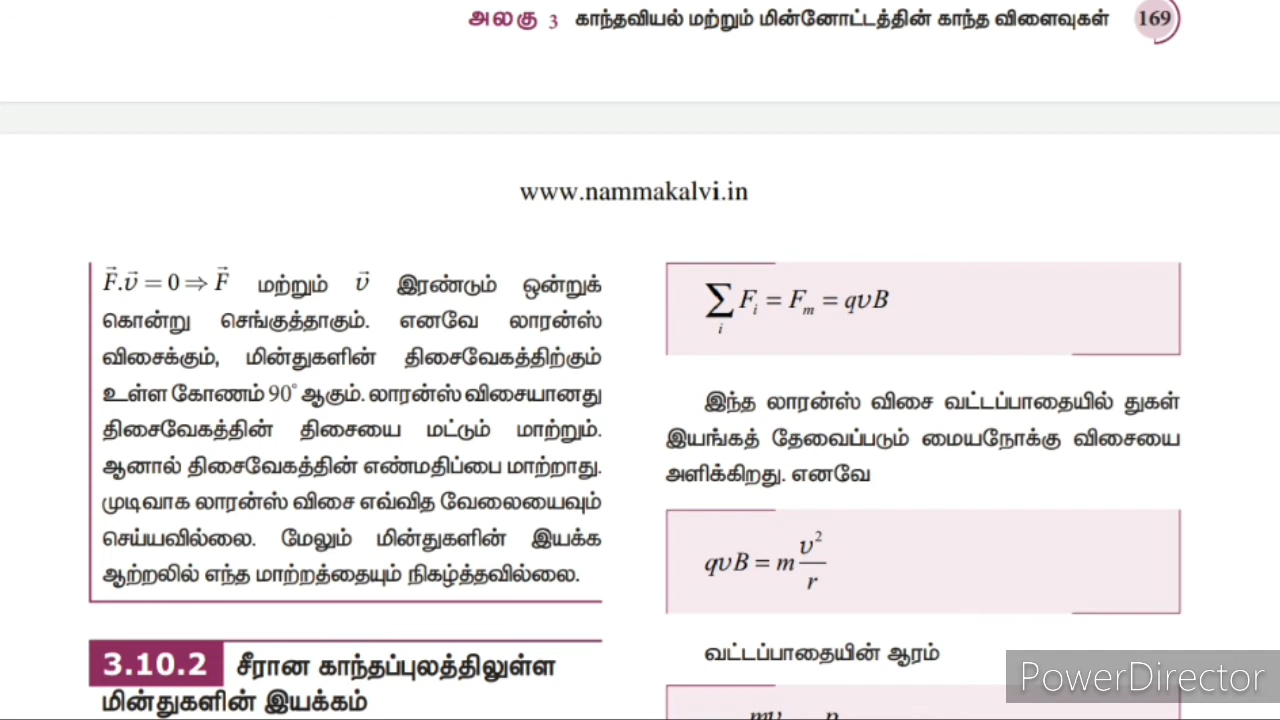 அலகு 3 காந்தவியல் மற்றும் மின்னோட்டத்தின் காந்த விளைவுகள் 169
www.nammakalvi.in
F⃗.υ⃗ = 0 ⇒ F⃗ மற்றும் υ⃗ இரண்டும் ஒன்றுக்
கொன்று செங்குத்தாகும். எனவே லாரன்ஸ்
விசைக்கும், மின்துகளின் திசைவேகத்திற்கும்
உள்ள கோணம் 90° ஆகும். லாரன்ஸ் விசையானது
திசைவேகத்தின் திசையை மட்டும் மாற்றும்.
ஆனால் திசைவேகத்தின் எண்மதிப்பை மாற்றாது.
முடிவாக லாரன்ஸ் விசை எவ்வித வேலையைவும்
செய்யவில்லை. மேலும் மின்துகளின் இயக்க
ஆற்றலில் எந்த மாற்றத்தையும் நிகழ்த்தவில்லை.
3.10.2 சீரான காந்தப்புலத்திலுள்ள
மின்துகளின் இயக்கம்
∑ᵢ Fᵢ = Fₘ = qυB
இந்த லாரன்ஸ் விசை வட்டப்பாதையில் துகள்
இயங்கத் தேவைப்படும் மையநோக்கு விசையை
அளிக்கிறது. எனவே
qυB = m υ²/r
வட்டப்பாதையின் ஆரம்
PowerDirector